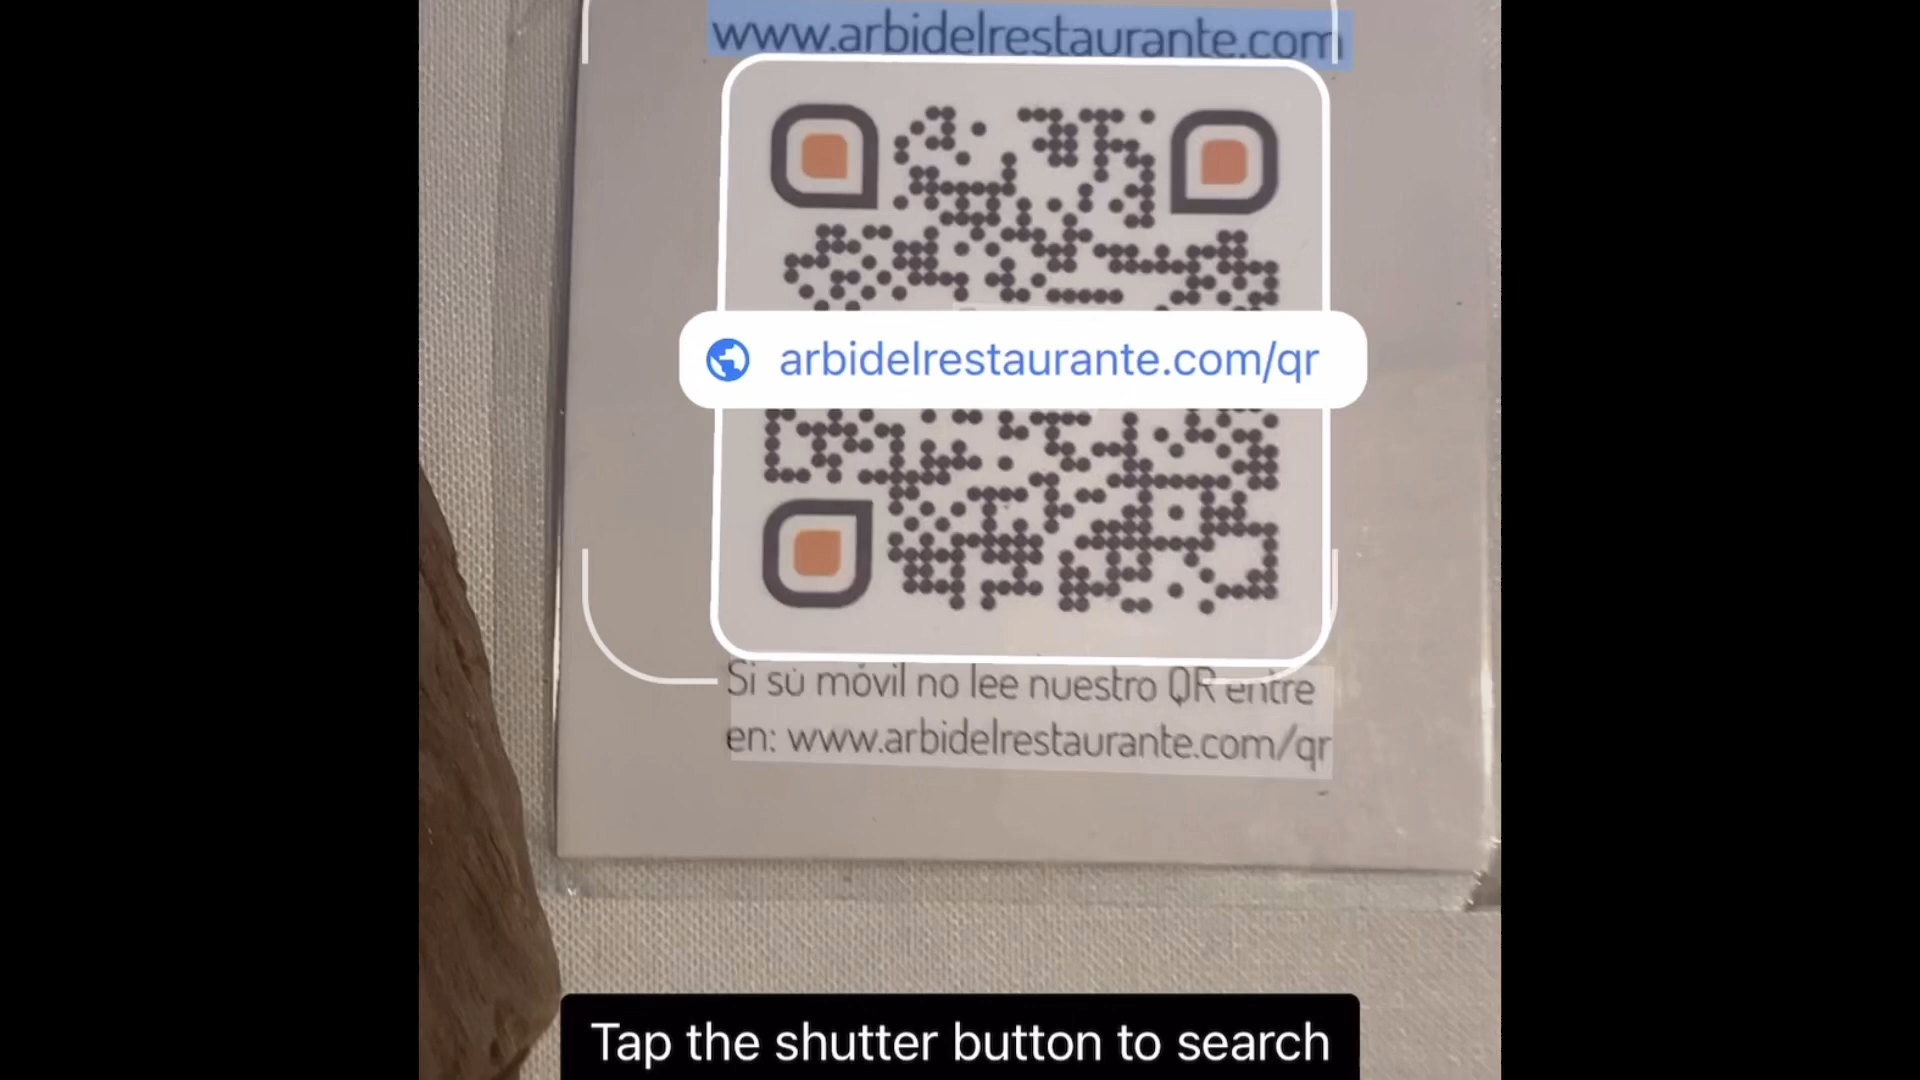 www.arbidelrestaurante.com
arbidelrestaurante.com/qr
Si su móvil no lee nuestro QR entre
en: www.arbidelrestaurante.com/qr
Tap the shutter button to search